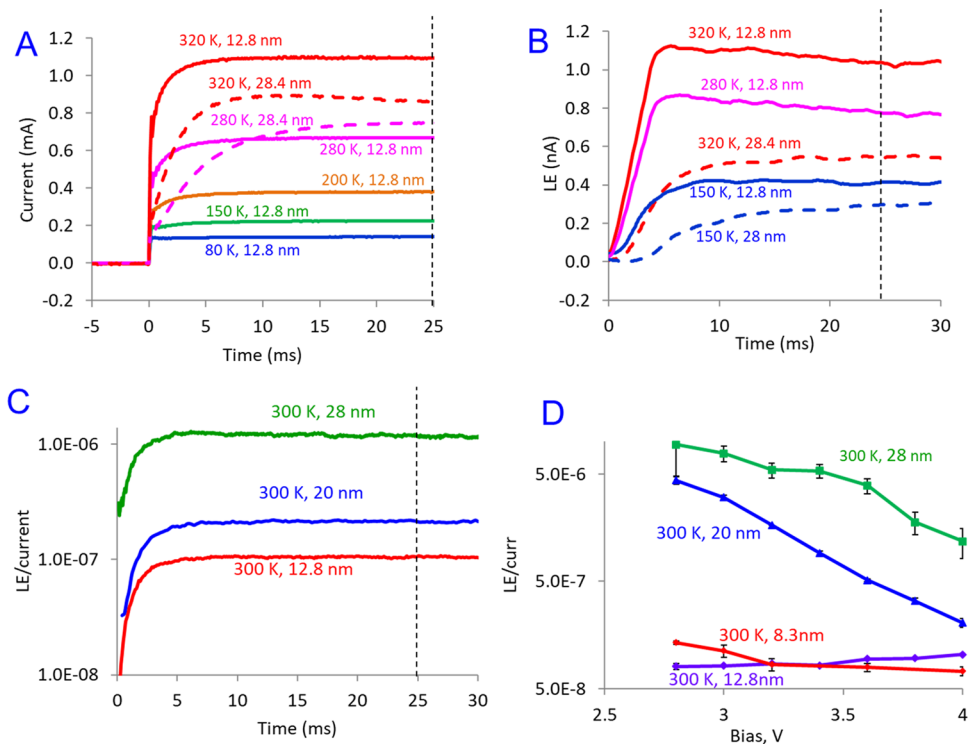 A
1.2
1.0
0.8
0.6
0.4
0.2
0.0
-0.2
Current (mA)
320 K, 12.8 nm
320 K, 28.4 nm
280 K, 28.4 nm
280 K, 12.8 nm
200 K, 12.8 nm
150 K, 12.8 nm
80 K, 12.8 nm
-5 0 5 10 15 20 25
Time (ms)
B
1.2
1.0
0.8
0.6
0.4
0.2
0.0
-0.2
LE (nA)
320 K, 12.8 nm
280 K, 12.8 nm
320 K, 28.4 nm
150 K, 12.8 nm
150 K, 28 nm
0 10 20 30
Time (ms)
C
1.0E-06
1.0E-07
1.0E-08
LE/current
300 K, 28 nm
300 K, 20 nm
300 K, 12.8 nm
0 5 10 15 20 25 30
Time (ms)
D
5.0E-6
5.0E-7
5.0E-8
LE/curr
300 K, 28 nm
300 K, 20 nm
300 K, 8.3nm
300 K, 12.8nm
2.5 3 3.5 4
Bias, V